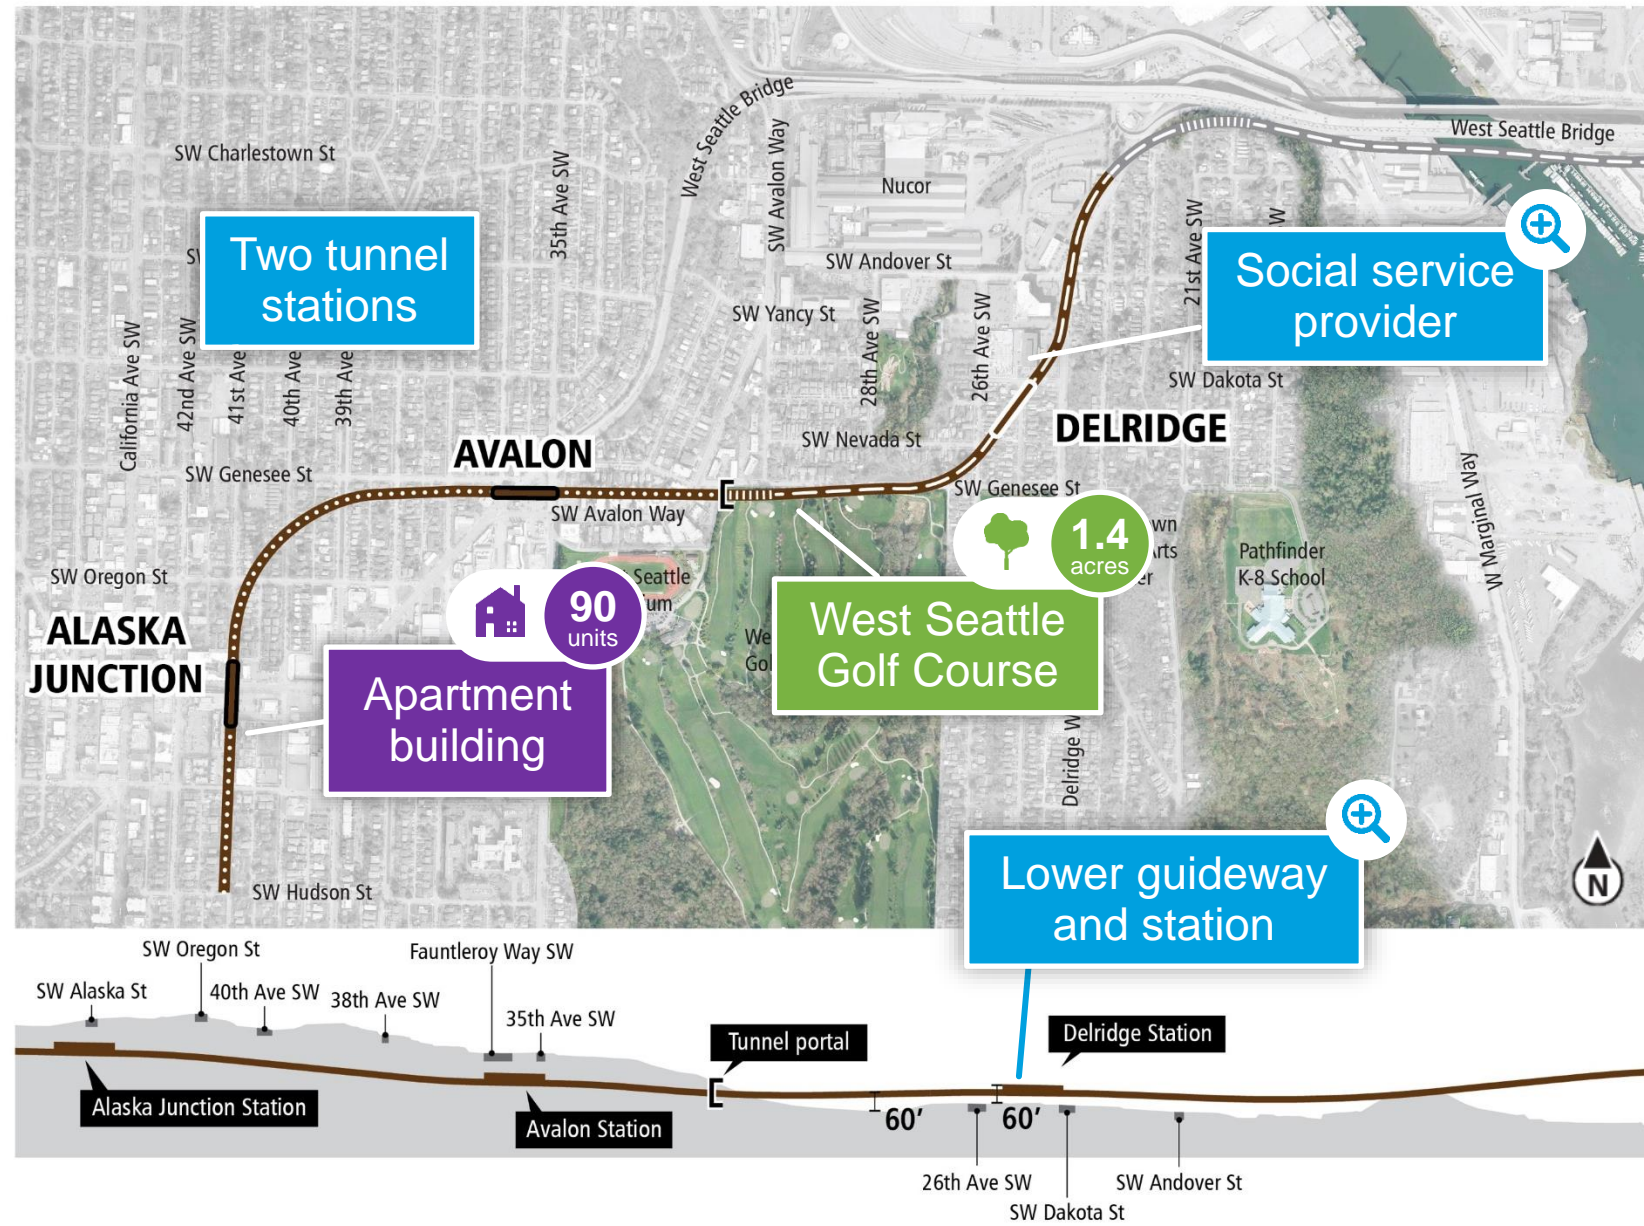 West Seattle Bridge
West Seattle Bridge
SW Charlestown St
35th Ave SW
SW Avalon Way
Nucor
21st Ave SW
SW
Two tunnel
stations
SW Andover St
Social service
provider
SW Yancy St
28th Ave SW
26th Ave SW
California Ave SW
42nd Ave SW
41st Ave
40th Ave
39th Ave
SW Dakota St
AVALON
DELRIDGE
SW Nevada St
SW Genesee St
SW Genesee St
SW Avalon Way
W Marginal Way
1.4
acres
Pathfinder
K-8 School
SW Oregon St
Seattle
ALASKA
JUNCTION
90
units
West Seattle
Golf Course
Apartment
building
Delridge W
Lower guideway
and station
N
SW Hudson St
SW Oregon St
Fauntleroy Way SW
SW Alaska St
40th Ave SW
38th Ave SW
35th Ave SW
Tunnel portal
Delridge Station
Alaska Junction Station
Avalon Station
60'
60'
26th Ave SW
SW Andover St
SW Dakota St